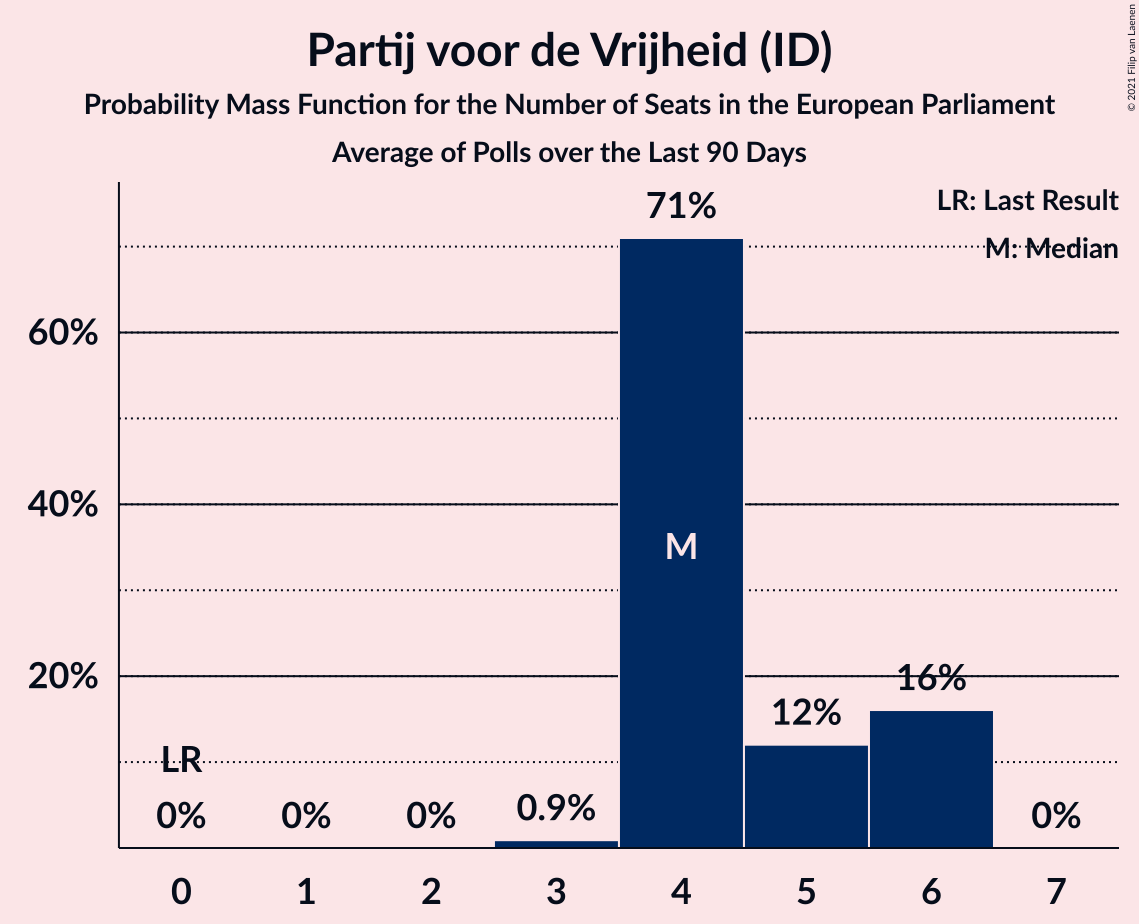 Partij voor de Vrijheid (ID)
Probability Mass Function for the Number of Seats in the European Parliament
Average of Polls over the Last 90 Days
© 2021 Filip van Laenen
LR: Last Result
M: Median
71%
60%
40%
20%
M
16%
12%
LR
0%
0%
0%
0.9%
0%
0 1 2 3 4 5 6 7